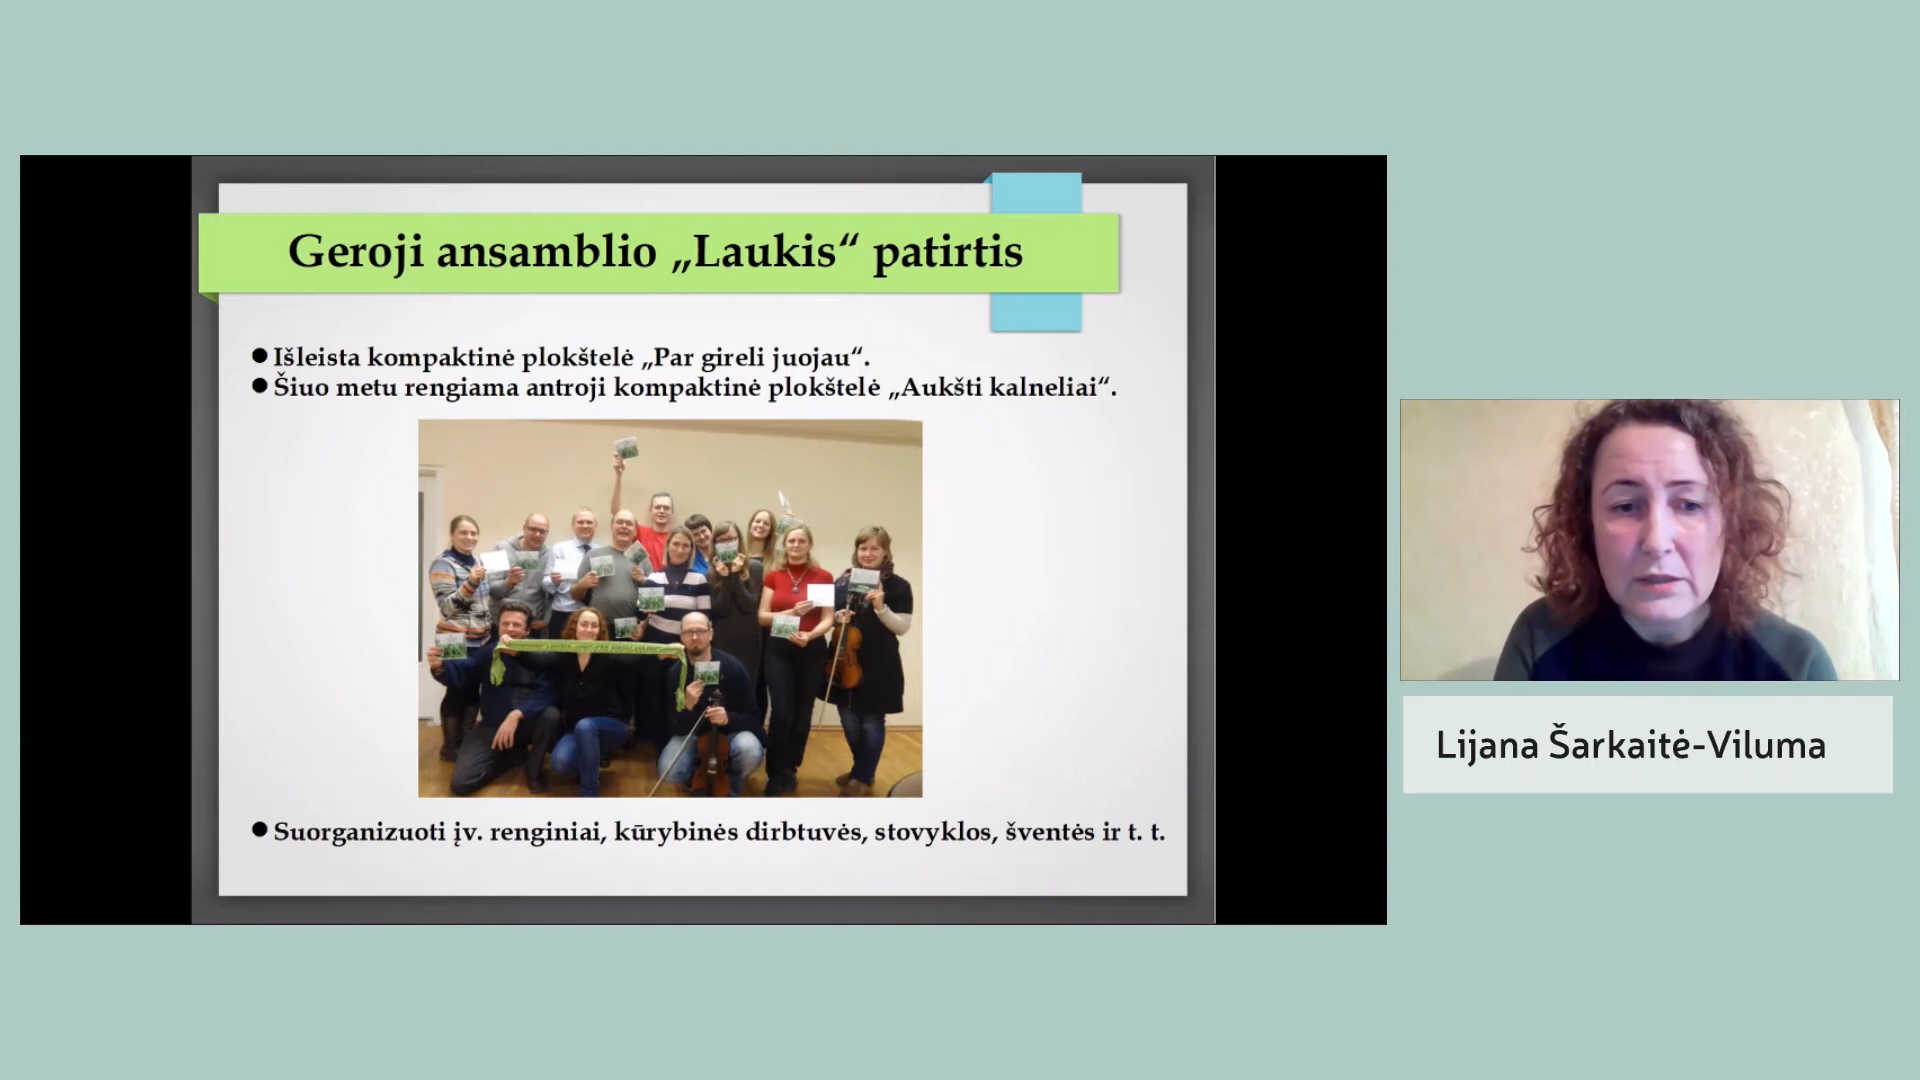 Geroji ansamblio „Laukis“ patirtis
● Išleista kompaktinė plokštelė „Par gireli juojau“.
● Šiuo metu rengiama antroji kompaktinė plokštelė „Aukšti kalneliai“.
● Suorganizuoti įv. renginiai, kūrybinės dirbtuvės, stovyklos, šventės ir t. t.
Lijana Šarkaitė-Viluma